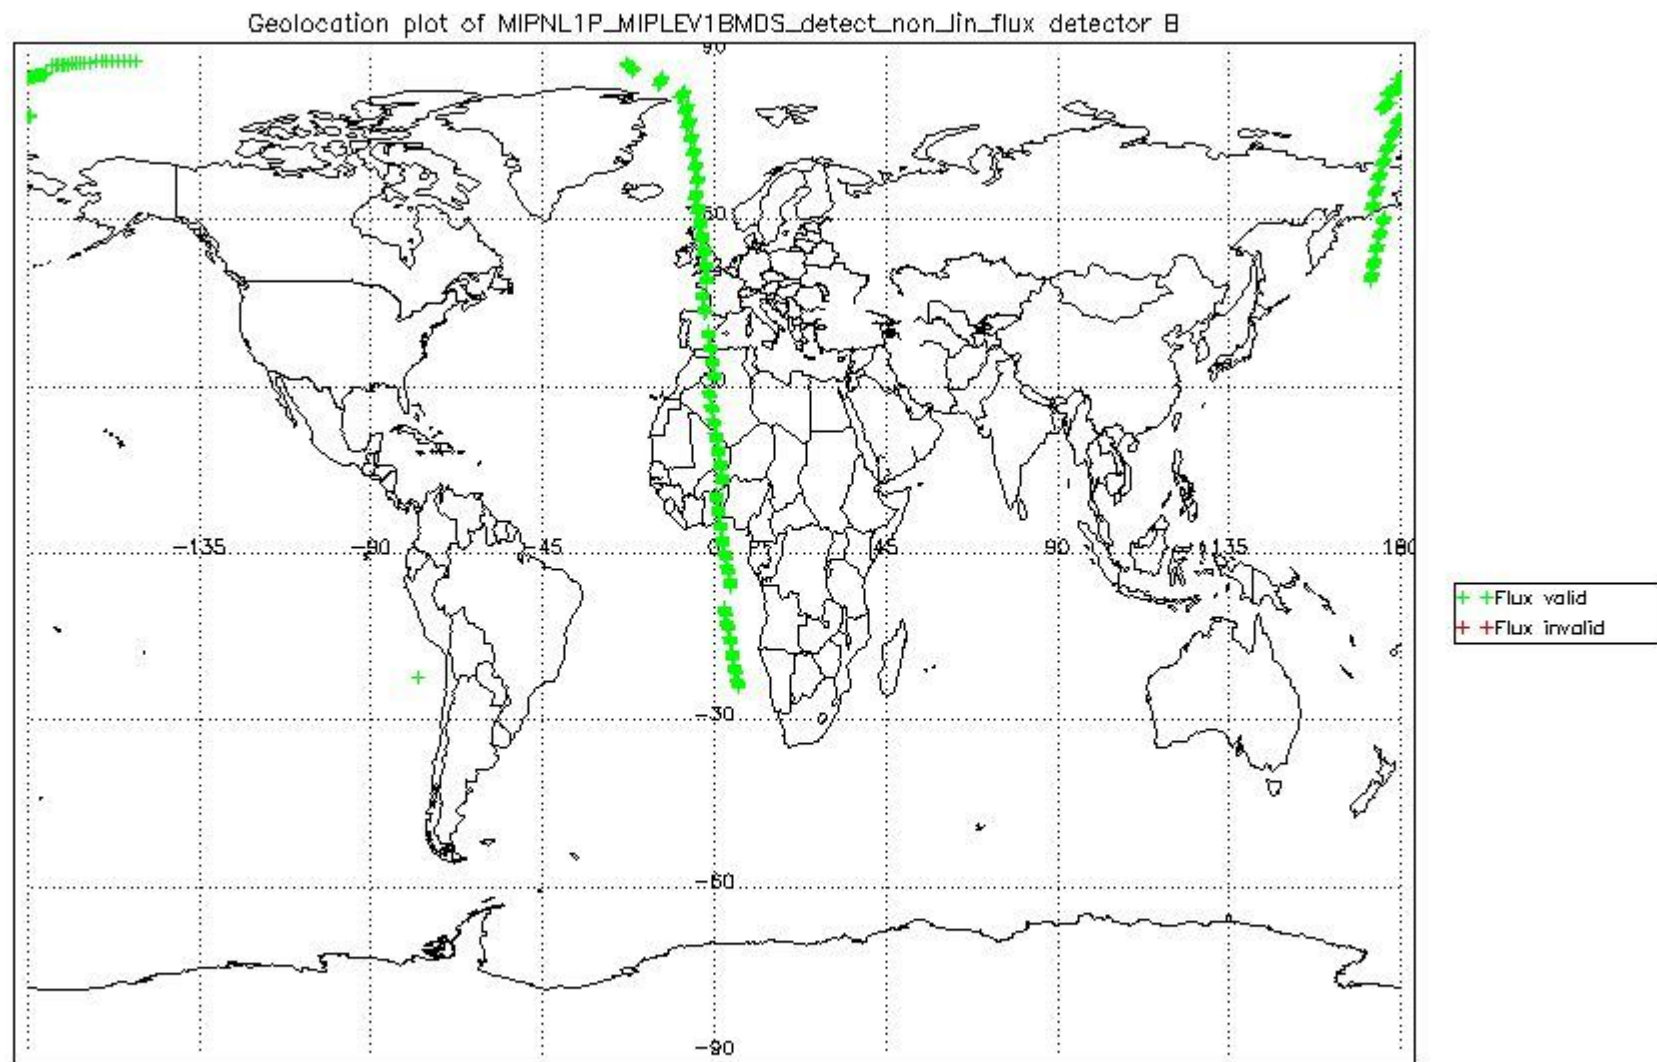 Geolocation plot of MIPNL1P_MIPLEV1BMDS_detect_non_lin_flux detector B
90
60
-135 -90 -45 0 45 90 135 180
-30
-60
-90
Flux valid
Flux invalid